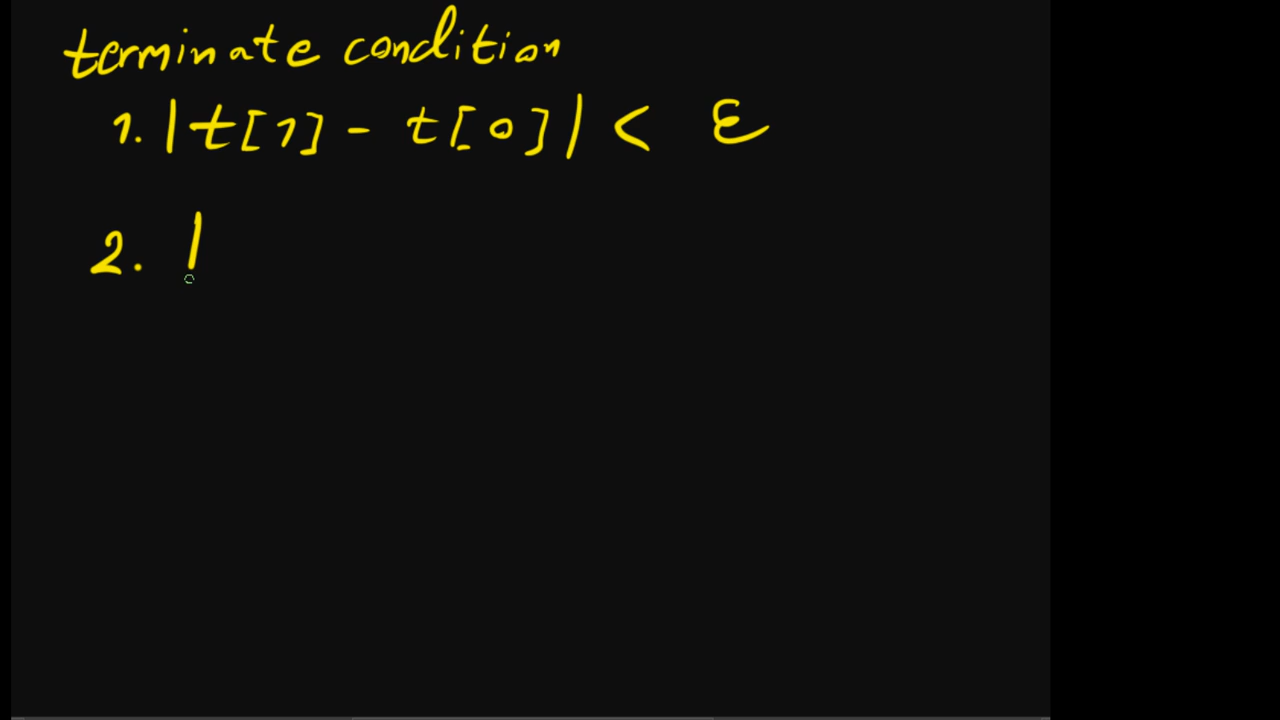 terminate condition
1. |t[1] - t[0]| < ε
2. |